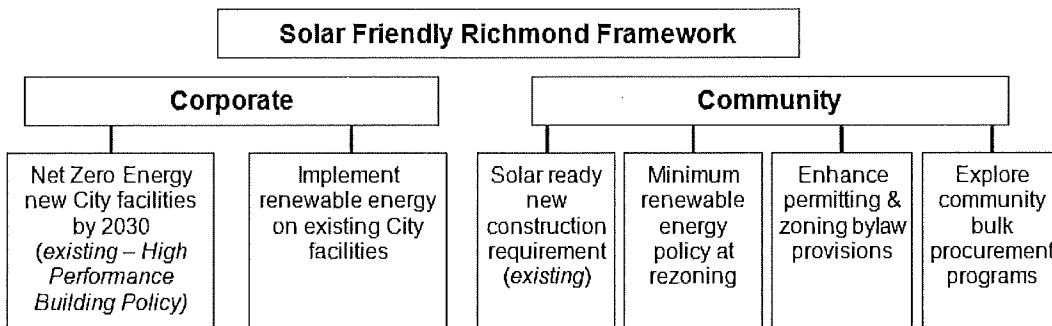 Solar Friendly Richmond Framework
Corporate
Community
Net Zero Energy
new City facilities
by 2030
(existing – High
Performance
Building Policy)
Implement
renewable energy
on existing City
facilities
Solar ready
new
construction
requirement
(existing)
Minimum
renewable
energy
policy at
rezoning
Enhance
permitting &
zoning bylaw
provisions
Explore
community
bulk
procurement
programs